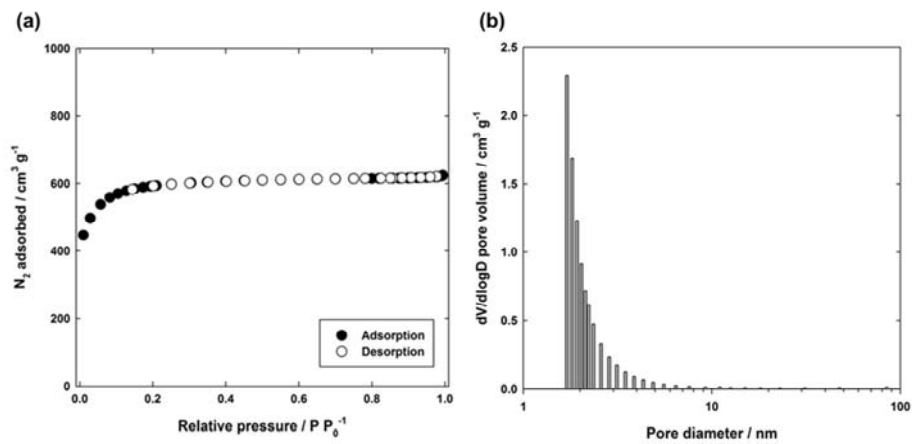 (a)
1000
800
600
400
200
0
N₂ adsorbed / cm³ g⁻¹
0.0 0.2 0.4 0.6 0.8 1.0
Relative pressure / P P₀⁻¹
Adsorption
Desorption
(b)
2.5
2.0
1.5
1.0
0.5
0.0
dV/dlogD pore volume / cm³ g⁻¹
1 10 100
Pore diameter / nm